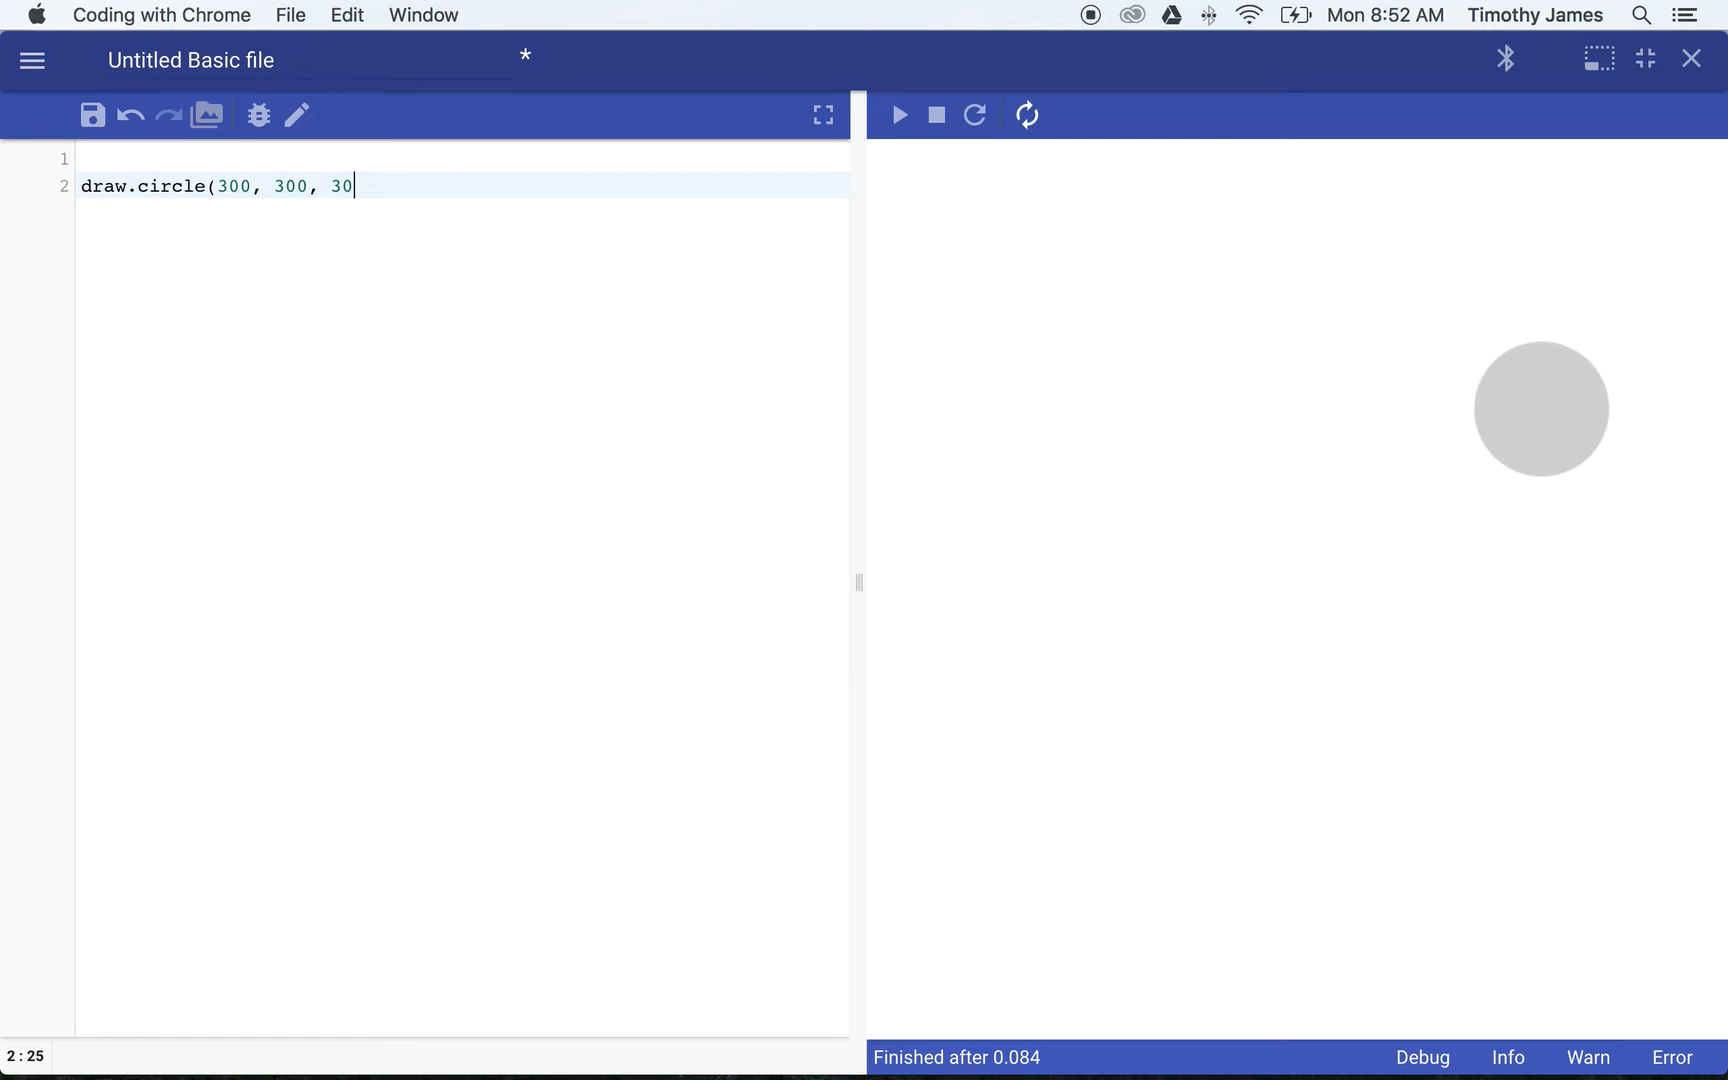 Coding with Chrome File Edit Window Mon 8:52 AM Timothy James
Untitled Basic file *
1
2 draw.circle(300, 300, 30
2 : 25
Finished after 0.084 Debug Info Warn Error